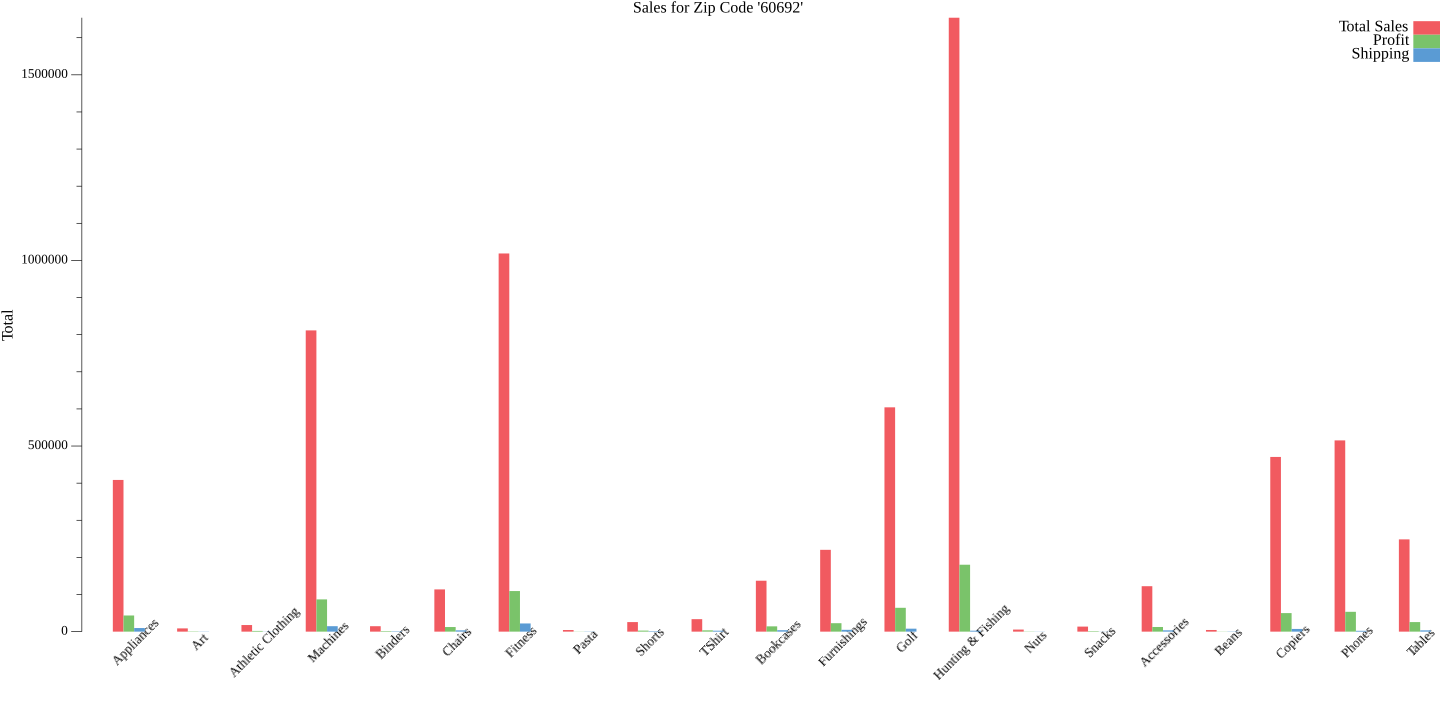 Sales for Zip Code '60692'
Total Sales
Profit
Shipping
Total
1500000
1000000
500000
0
Appliances
Art
Athletic Clothing
Machines
Binders
Chairs
Fitness
Pasta
Shorts
TShirt
Bookcases
Furnishings
Golf
Hunting & Fishing
Nuts
Snacks
Accessories
Beans
Copiers
Phones
Tables